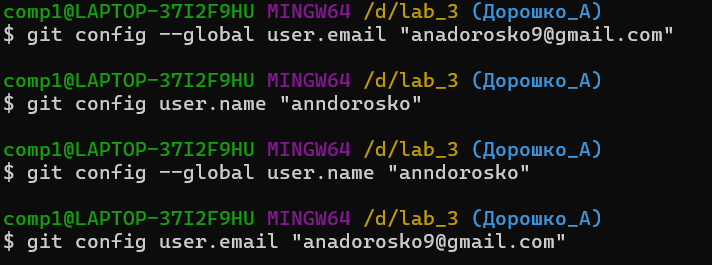 comp1@LAPTOP-37I2F9HU MINGW64 /d/lab_3 (Дорошко_А)
$ git config --global user.email "anadorosko9@gmail.com"
comp1@LAPTOP-37I2F9HU MINGW64 /d/lab_3 (Дорошко_А)
$ git config user.name "anndorosko"
comp1@LAPTOP-37I2F9HU MINGW64 /d/lab_3 (Дорошко_А)
$ git config --global user.name "anndorosko"
comp1@LAPTOP-37I2F9HU MINGW64 /d/lab_3 (Дорошко_А)
$ git config user.email "anadorosko9@gmail.com"